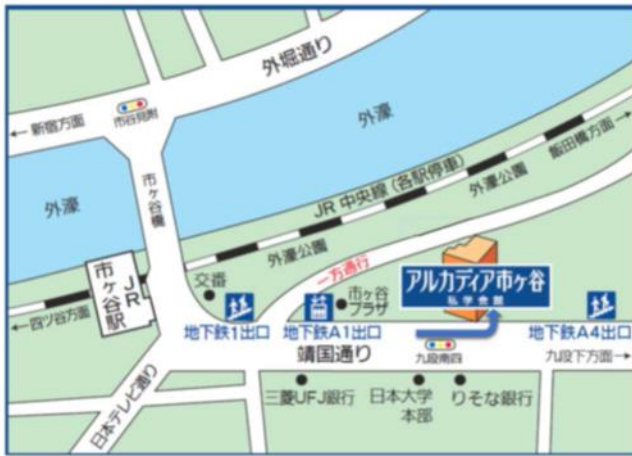 外堀通り
←新宿方面
市谷見附
外濠
飯田橋方面→
市ヶ谷橋
外濠
JR 中央線(各駅停車)
外濠公園
外濠公園
一方通行
JR
市ヶ谷駅
交番
市ヶ谷
プラザ
アルカディア市ヶ谷
私学会館
←四ツ谷方面
地下鉄1出口
地下鉄A1出口
地下鉄A4出口
靖国通り
九段南四
九段下方面→
日本テレビ通り
三菱UFJ銀行
日本大学
本部
りそな銀行